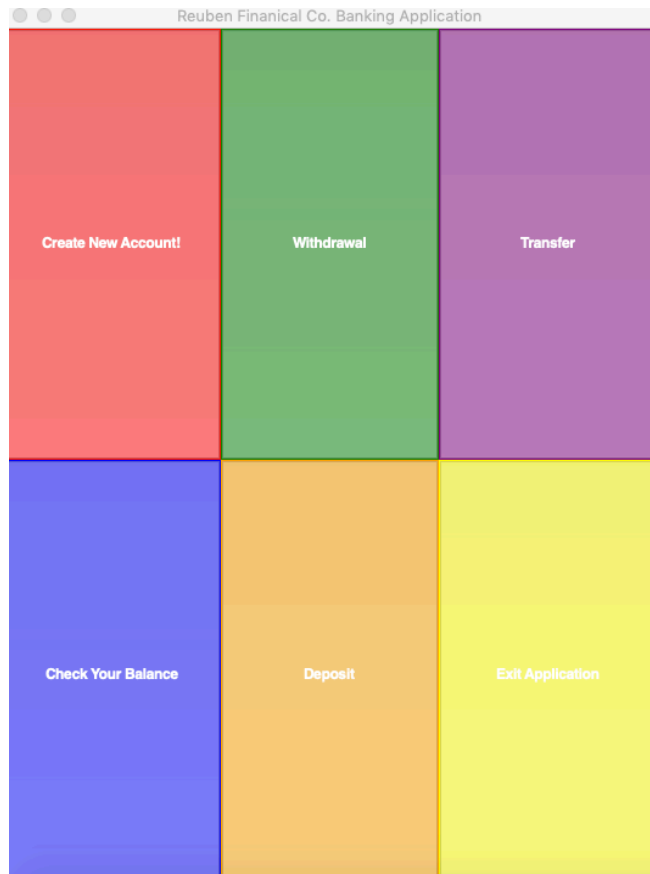 Reuben Finanical Co. Banking Application
Create New Account!
Withdrawal
Transfer
Check Your Balance
Deposit
Exit Application